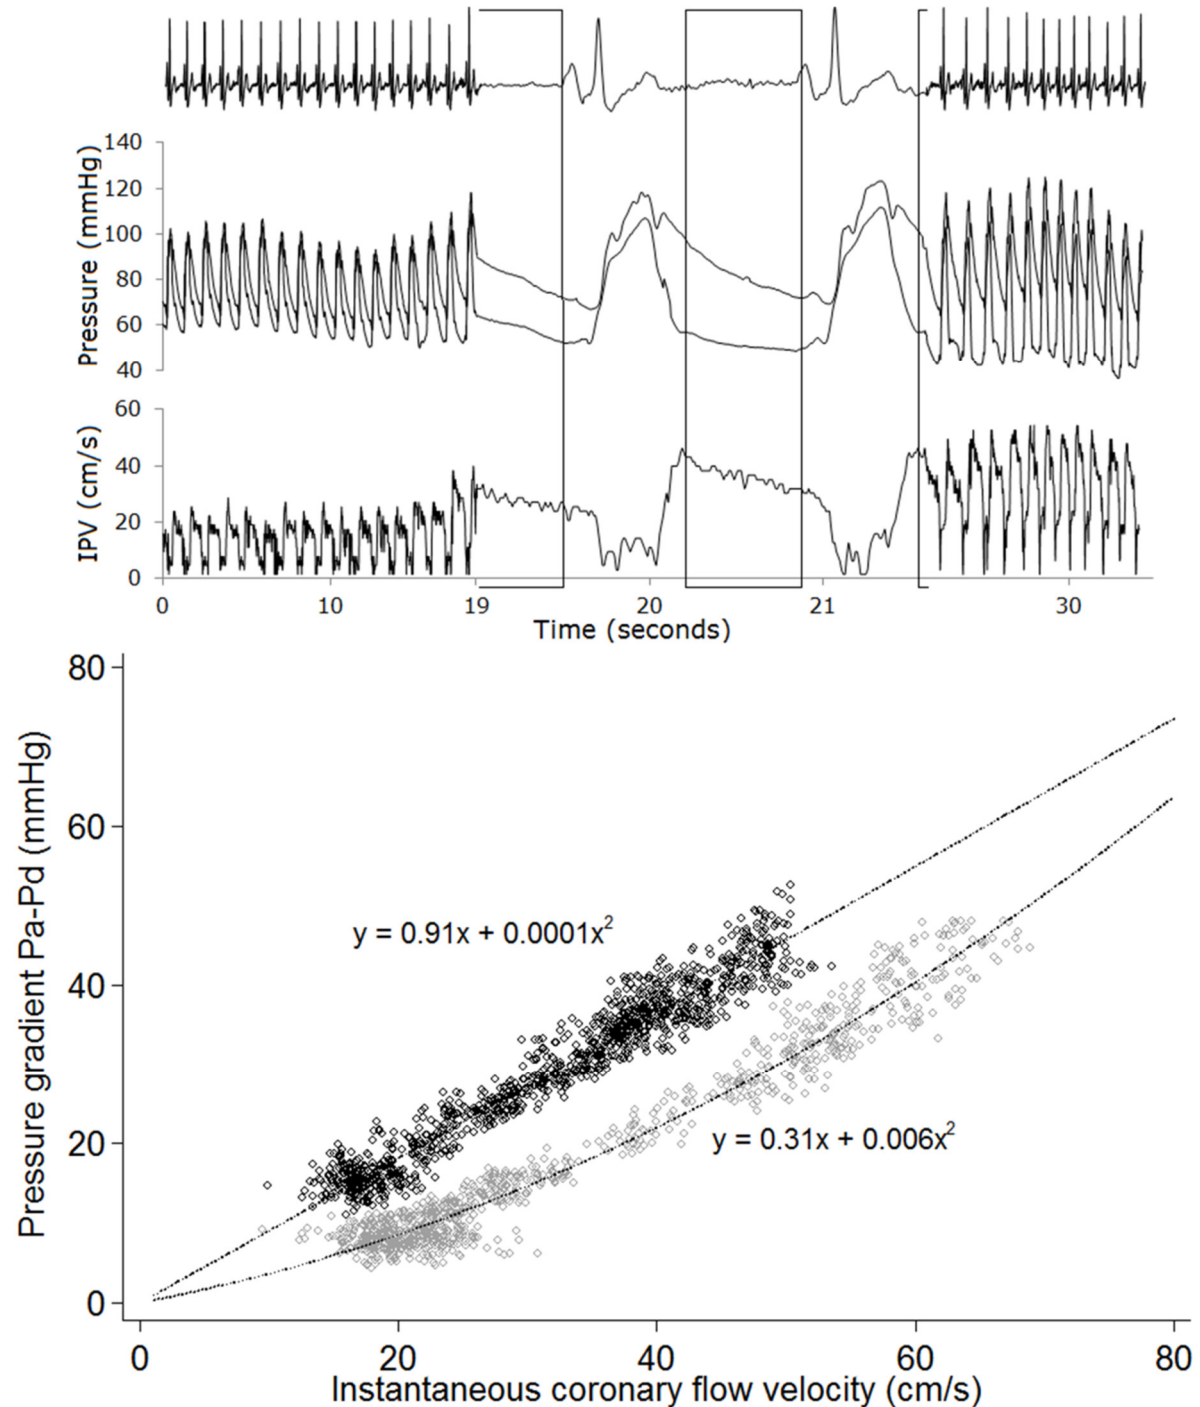 140
120
100
80
60
40
Pressure (mmHg)
60
40
20
0
IPV (cm/s)
0 10 19 20 21 30
Time (seconds)
80
60
40
20
0
Pressure gradient Pa-Pd (mmHg)
y = 0.91x + 0.0001x²
y = 0.31x + 0.006x²
0 20 40 60 80
Instantaneous coronary flow velocity (cm/s)